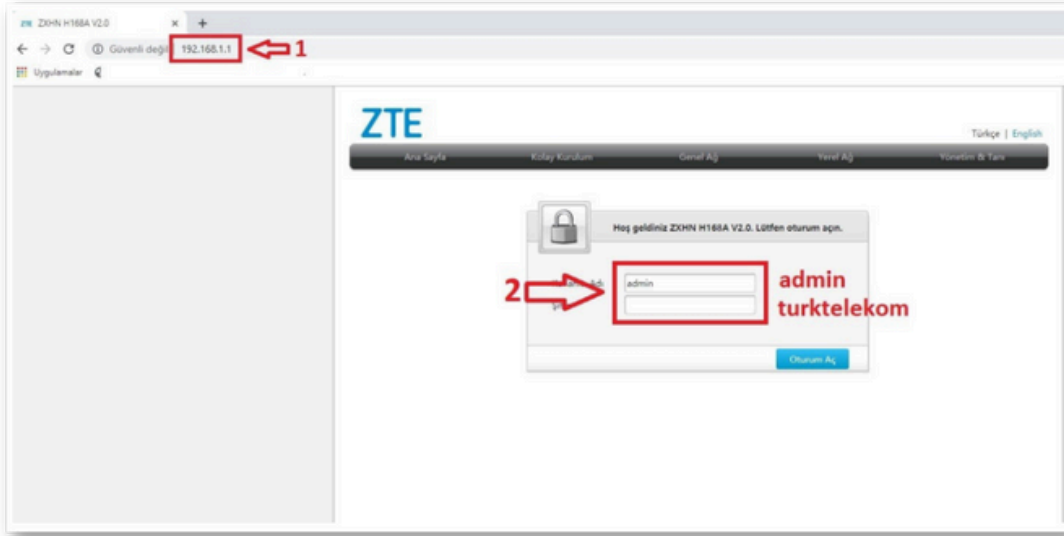 ZTE ZXHN H168A V2.0
Güvenli değil 192.168.1.1 1
Uygulamalar
ZTE
Türkçe | English
Ana Sayfa Kolay Kurulum Genel Ağ Yerel Ağ Yönetim & Tanı
Hoş geldiniz ZXHN H168A V2.0. Lütfen oturum açın.
2 admin admin
turktelekom
Oturum Aç